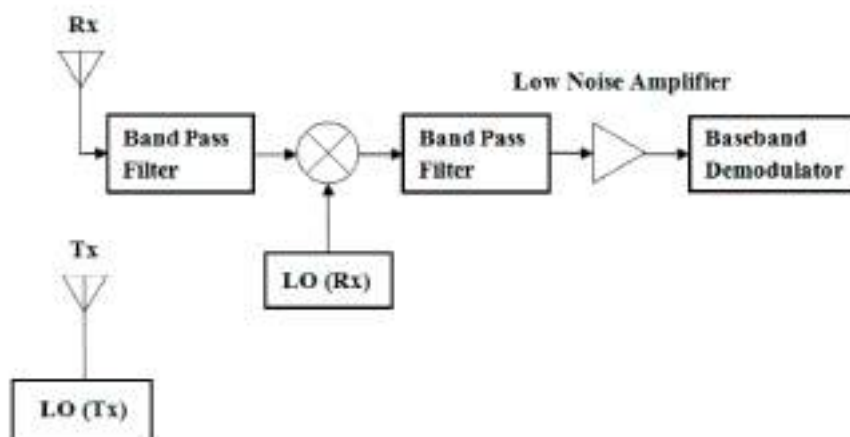 Rx
Low Noise Amplifier
Band Pass
Filter
Band Pass
Filter
Baseband
Demodulator
Tx
LO (Rx)
LO (Tx)